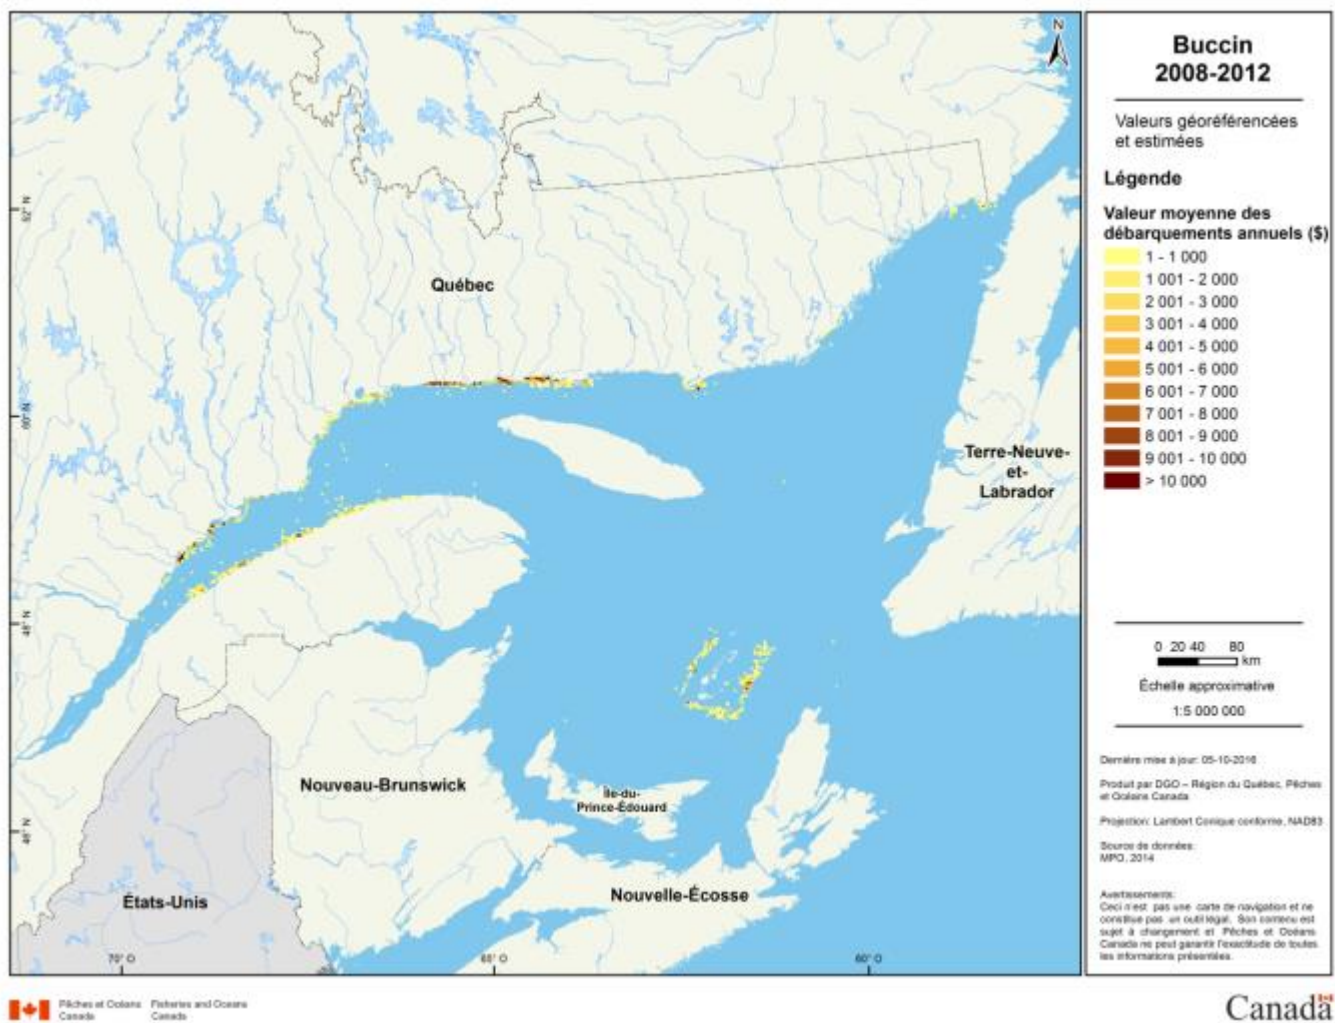 N
Québec
Terre-Neuve-
et-
Labrador
Nouveau-Brunswick
Île-du-
Prince-Édouard
Nouvelle-Écosse
États-Unis
52° N
50° N
48° N
46° N
70° O
65° O
60° O
Buccin
2008-2012
Valeurs géoréférencées
et estimées
Légende
Valeur moyenne des
débarquements annuels ($)
1 - 1 000
1 001 - 2 000
2 001 - 3 000
3 001 - 4 000
4 001 - 5 000
5 001 - 6 000
6 001 - 7 000
7 001 - 8 000
8 001 - 9 000
9 001 - 10 000
> 10 000
0 20 40 80
km
Échelle approximative
1:5 000 000
Dernière mise à jour: 05-10-2016
Produit par DGO – Région du Québec, Pêches
et Océans Canada
Projection: Lambert Conique conforme, NAD83
Source de données:
MPO, 2014
Avertissements:
Ceci n'est pas une carte de navigation et ne
constitue pas un outil légal. Son contenu est
sujet à changement et Pêches et Océans
Canada ne peut garantir l'exactitude de toutes
les informations présentées.
Pêches et Océans
Canada
Fisheries and Oceans
Canada
Canada